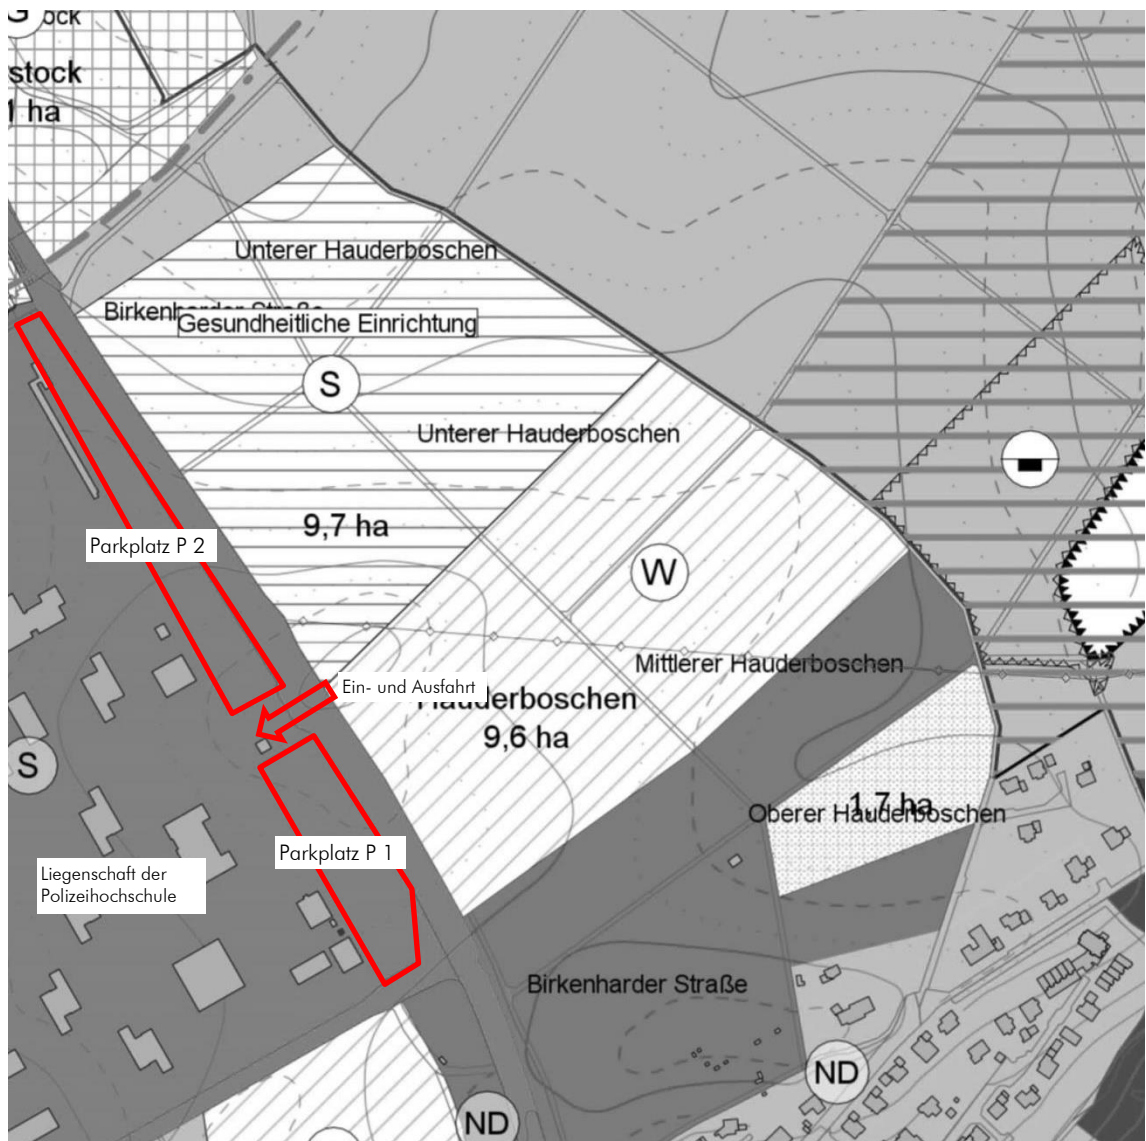 G
ock
stock
1 ha
Unterer Hauderboschen
Birkenharder Straße
Gesundheitliche Einrichtung
S
Unterer Hauderboschen
9,7 ha
Parkplatz P 2
W
Mittlerer Hauderboschen
Ein- und Ausfahrt
Hauderboschen
9,6 ha
S
1,7 ha
Oberer Hauderboschen
Parkplatz P 1
Liegenschaft der
Polizeihochschule
Birkenharder Straße
ND
ND